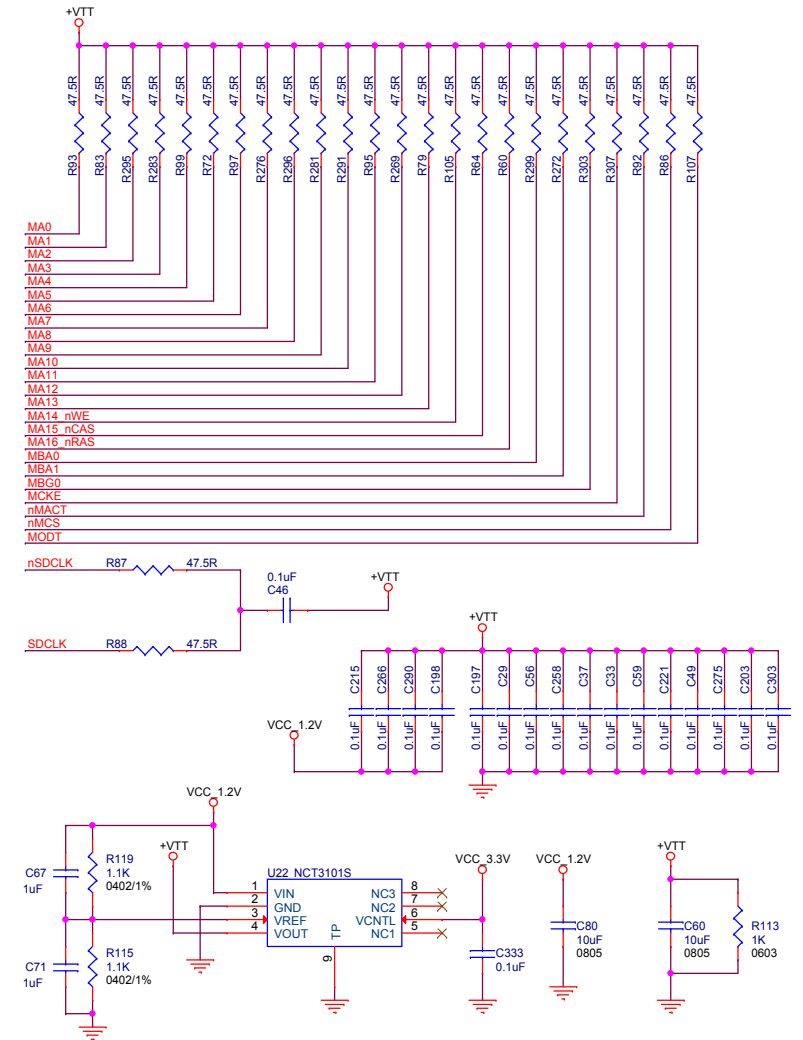 +VTT
47.5R 47.5R 47.5R 47.5R 47.5R 47.5R 47.5R 47.5R 47.5R 47.5R 47.5R 47.5R 47.5R 47.5R 47.5R 47.5R 47.5R 47.5R 47.5R 47.5R 47.5R 47.5R 47.5R 47.5R
R93 R83 R295 R283 R99 R72 R97 R276 R296 R281 R291 R95 R269 R79 R105 R64 R60 R299 R272 R303 R307 R92 R86 R107
MA0
MA1
MA2
MA3
MA4
MA5
MA6
MA7
MA8
MA9
MA10
MA11
MA12
MA13
MA14_nWE
MA15_nCAS
MA16_nRAS
MBA0
MBA1
MBG0
MCKE
nMACT
nMCS
MODT
nSDCLK R87 47.5R
0.1uF
C46
+VTT
SDCLK R88 47.5R
+VTT
C215 C266 C290 C198 C197 C29 C56 C258 C37 C33 C59 C221 C49 C275 C203 C303
0.1uF 0.1uF 0.1uF 0.1uF 0.1uF 0.1uF 0.1uF 0.1uF 0.1uF 0.1uF 0.1uF 0.1uF 0.1uF 0.1uF 0.1uF 0.1uF
VCC_1.2V
VCC_1.2V
+VTT
C67
1uF
R119
1.1K
0402/1%
C71
1uF
R115
1.1K
0402/1%
U22 NCT3101S
1 VIN NC3 8
2 GND NC2 7
3 VREF VCNTL 6
4 VOUT NC1 5
TP
9
VCC_3.3V
C333
0.1uF
VCC_1.2V
C80
10uF
0805
+VTT
C60
10uF
0805
R113
1K
0603